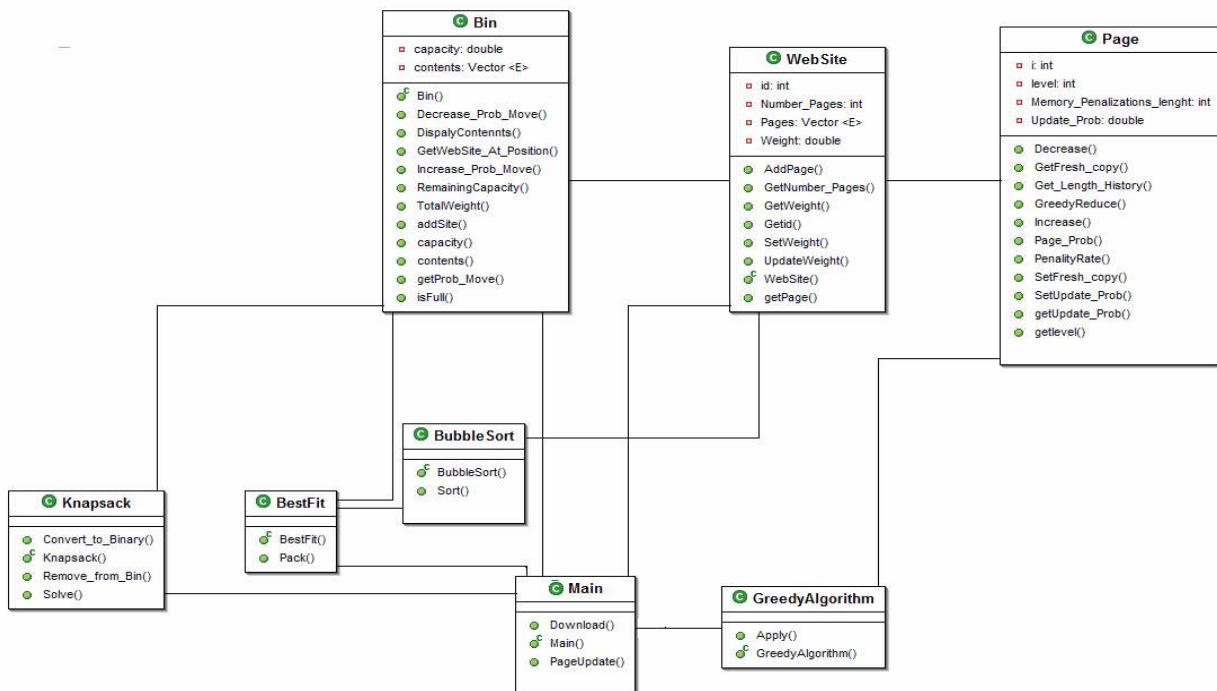 Bin
capacity: double
contents: Vector <E>
Bin()
Decrease_Prob_Move()
DispalyContennts()
GetWebSite_At_Position()
Increase_Prob_Move()
RemainingCapacity()
TotalWeight()
addSite()
capacity()
contents()
getProb_Move()
isFull()
WebSite
id: int
Number_Pages: int
Pages: Vector <E>
Weight: double
AddPage()
GetNumber_Pages()
GetWeight()
Getid()
SetWeight()
UpdateWeight()
WebSite()
getPage()
Page
i: int
level: int
Memory_Penalizations_lenght: int
Update_Prob: double
Decrease()
GetFresh_copy()
Get_Length_History()
GreedyReduce()
Increase()
Page_Prob()
PenalityRate()
SetFresh_copy()
SetUpdate_Prob()
getUpdate_Prob()
getlevel()
BubbleSort
BubbleSort()
Sort()
Knapsack
Convert_to_Binary()
Knapsack()
Remove_from_Bin()
Solve()
BestFit
BestFit()
Pack()
Main
Download()
Main()
PageUpdate()
GreedyAlgorithm
Apply()
GreedyAlgorithm()